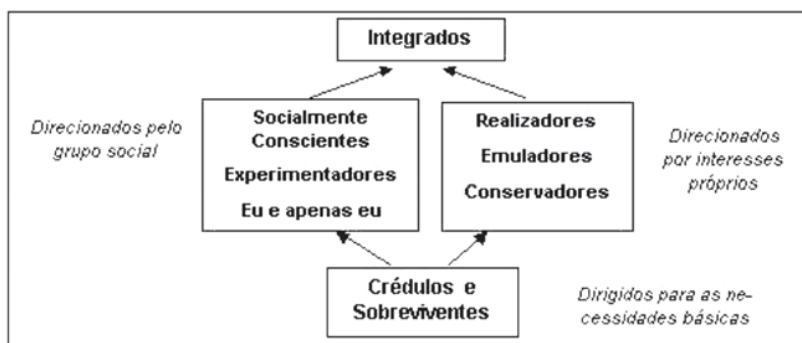 Integrados
Direcionados pelo
grupo social
Socialmente
Conscientes
Experimentadores
Eu e apenas eu
Realizadores
Emuladores
Conservadores
Direcionados
por interesses
próprios
Crédulos e
Sobreviventes
Dirigidos para as ne-
cessidades básicas